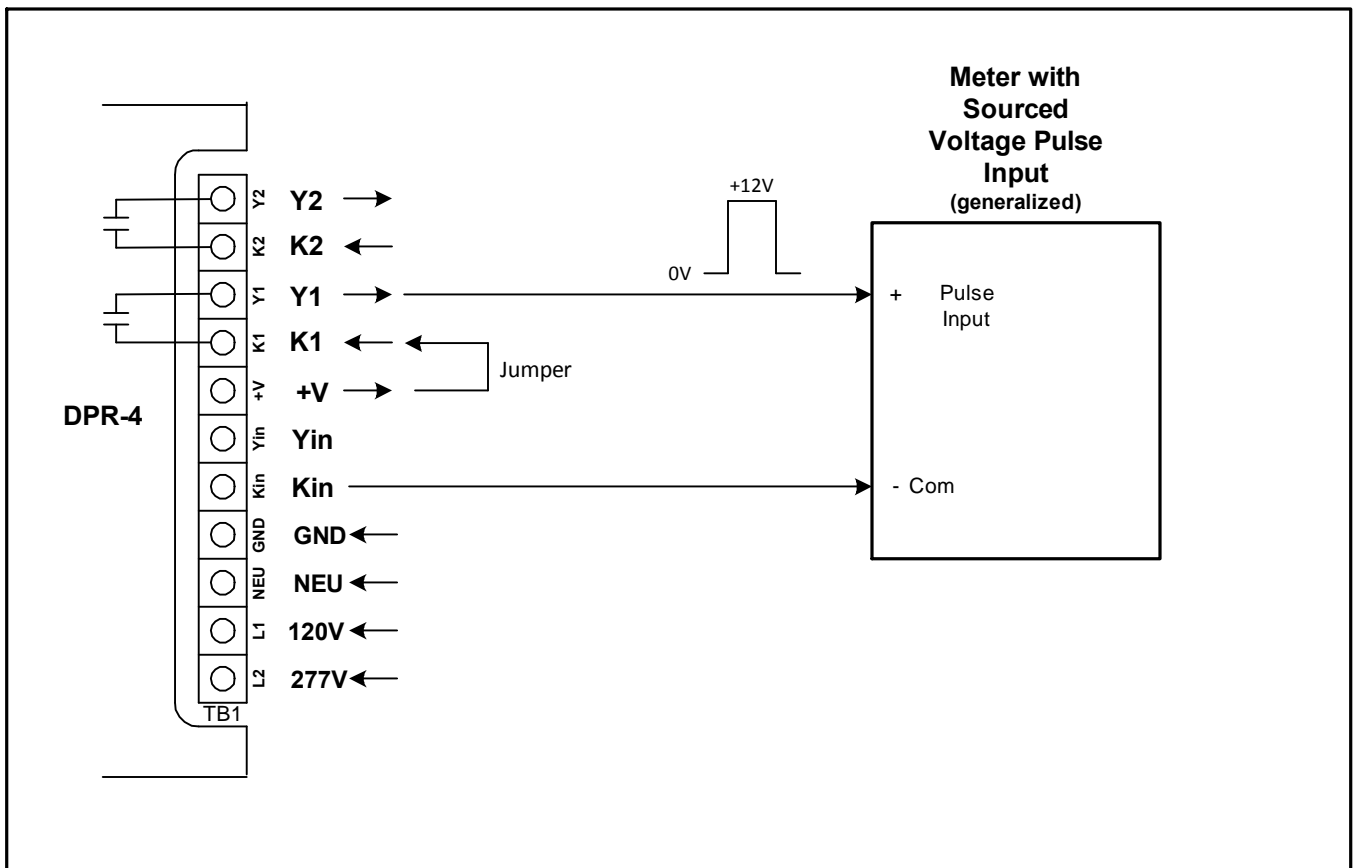 Meter with
Sourced
Voltage Pulse
Input
(generalized)
Y2 Y2
K2 K2
+12V
0V
Y1 Y1
+ Pulse
Input
K1 K1
Jumper
+V +V
DPR-4
Yin Yin
Kin Kin
- Com
GND GND
NEU NEU
L1 120V
L2 277V
TB1